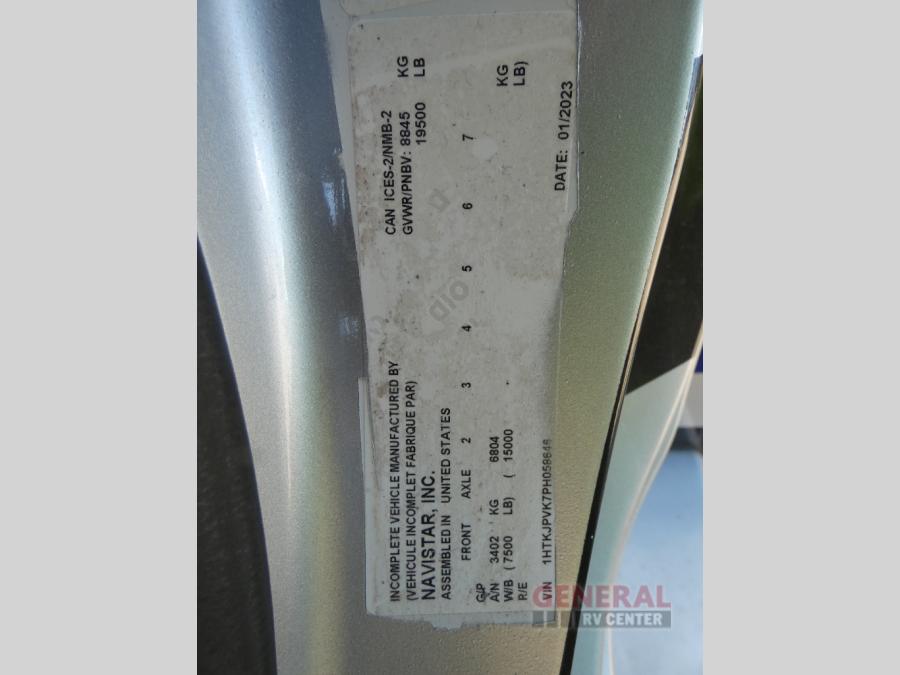 INCOMPLETE VEHICLE MANUFACTURED BY
(VEHICULE INCOMPLET FABRIQUE PAR)
NAVISTAR, INC.
ASSEMBLED IN UNITED STATES
CAN ICES-2/NMB-2
GVWR/PNBV: 8845 KG
19500 LB
FRONT AXLE 2 3 4 5 6 7
G/P
A/N 3402 KG 6804 KG
W/B (7500 LB) ( 15000 LB)
R/E
VIN 1HTKJPVK7PH058646
DATE: 01/2023
GENERAL
RV CENTER